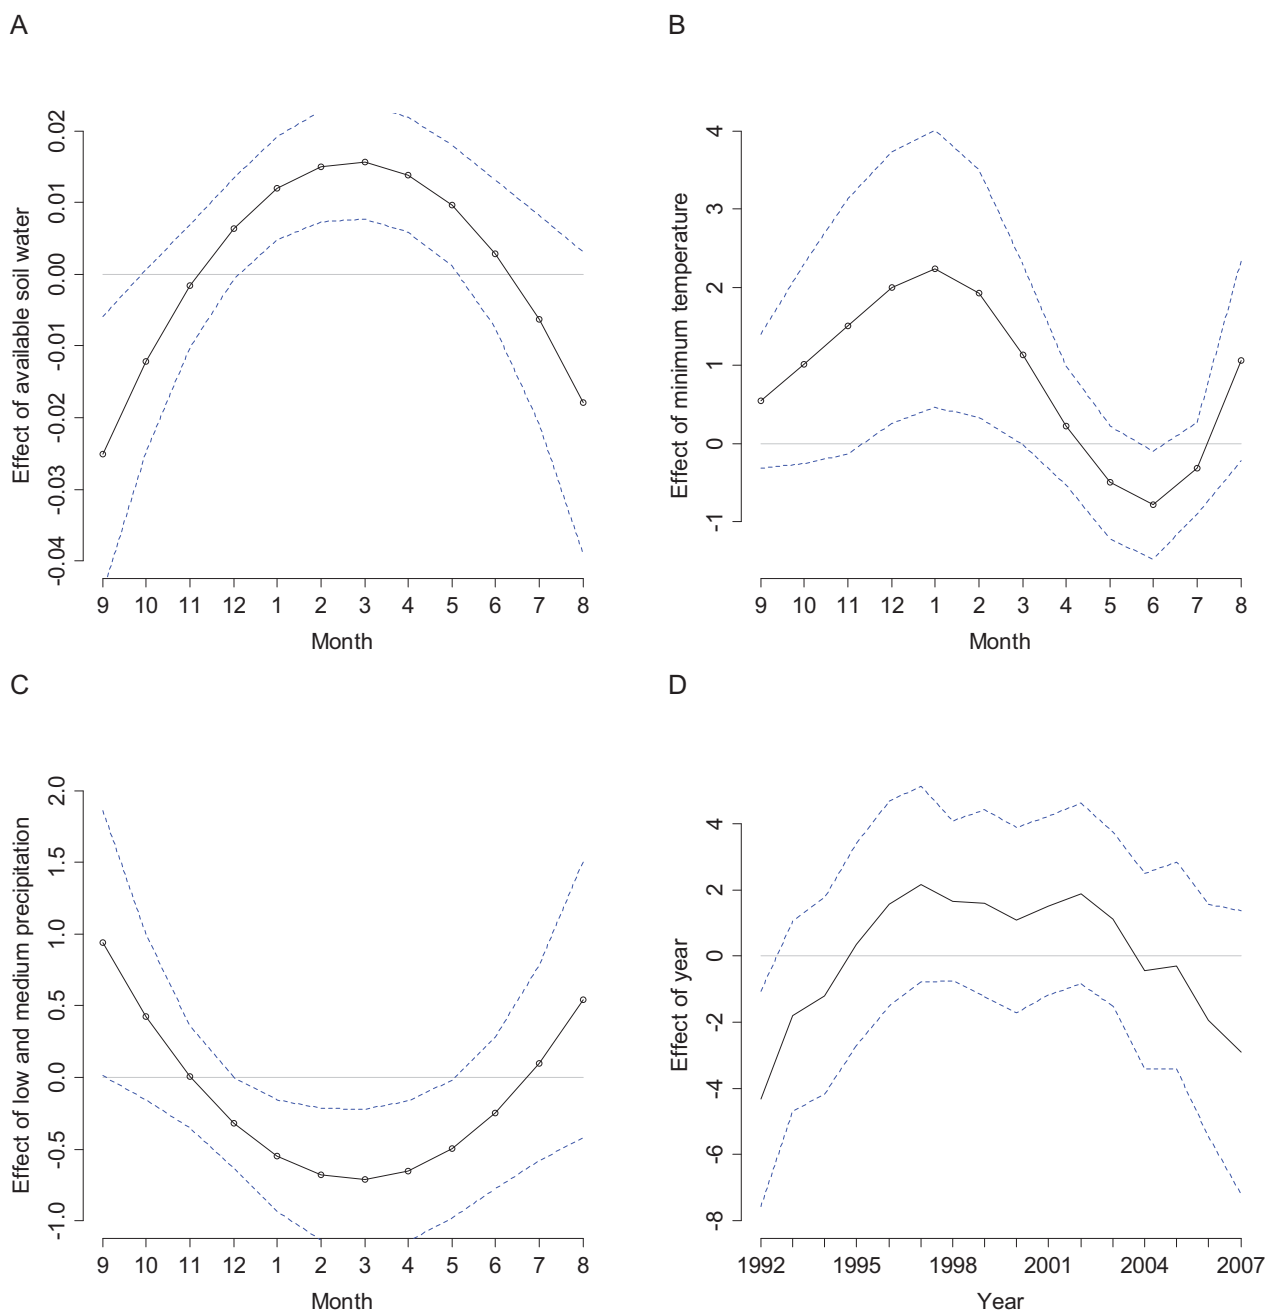 A
Effect of available soil water
0.02
0.01
0.00
-0.01
-0.02
-0.03
-0.04
9 10 11 12 1 2 3 4 5 6 7 8
Month
B
Effect of minimum temperature
4
3
2
1
0
-1
9 10 11 12 1 2 3 4 5 6 7 8
Month
C
Effect of low and medium precipitation
2.0
1.5
1.0
0.5
0.0
-0.5
-1.0
9 10 11 12 1 2 3 4 5 6 7 8
Month
D
Effect of year
4
2
0
-2
-4
-6
-8
1992 1995 1998 2001 2004 2007
Year